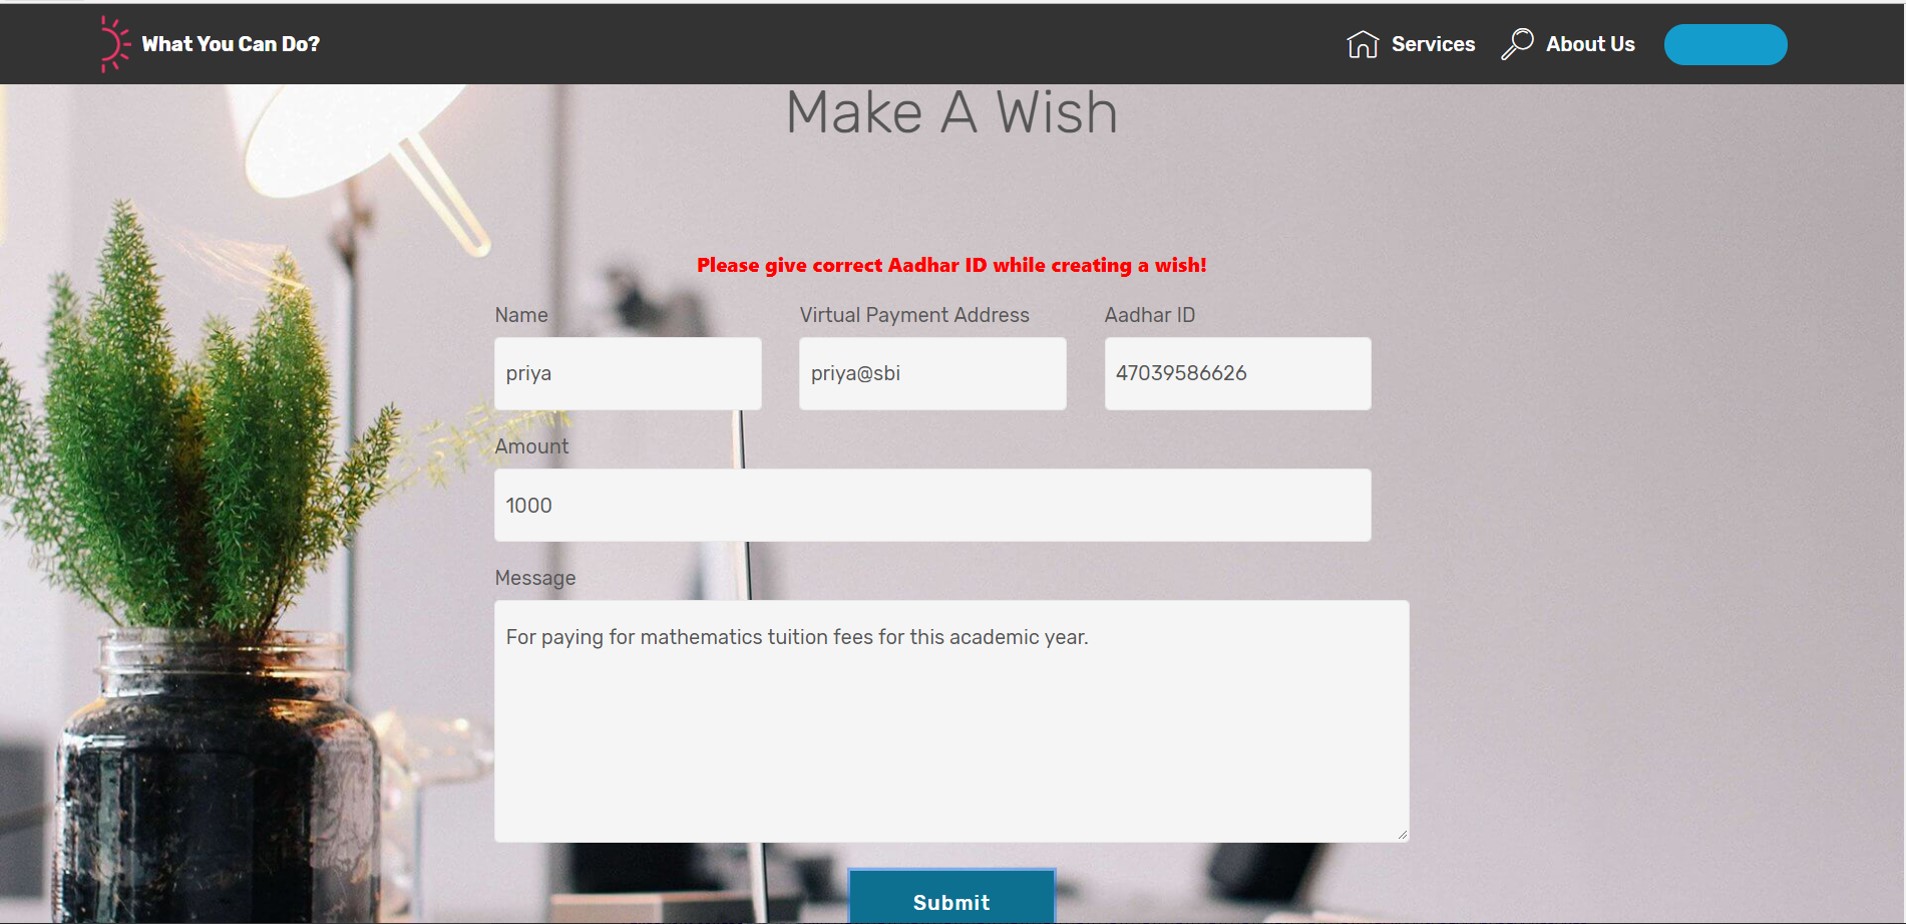 What You Can Do?
Services
About Us
Make A Wish
Please give correct Aadhar ID while creating a wish!
Name
Virtual Payment Address
Aadhar ID
priya
priya@sbi
47039586626
Amount
1000
Message
For paying for mathematics tuition fees for this academic year.
Submit